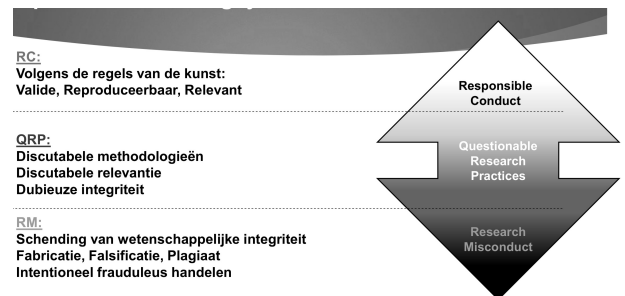 RC:
Volgens de regels van de kunst:
Valide, Reproduceerbaar, Relevant
Responsible
Conduct
QRP:
Discutabele methodologieën
Discutabele relevantie
Dubieuze integriteit
Questionable
Research
Practices
RM:
Schending van wetenschappelijke integriteit
Fabricatie, Falsificatie, Plagiaat
Intentioneel frauduleus handelen
Research
Misconduct